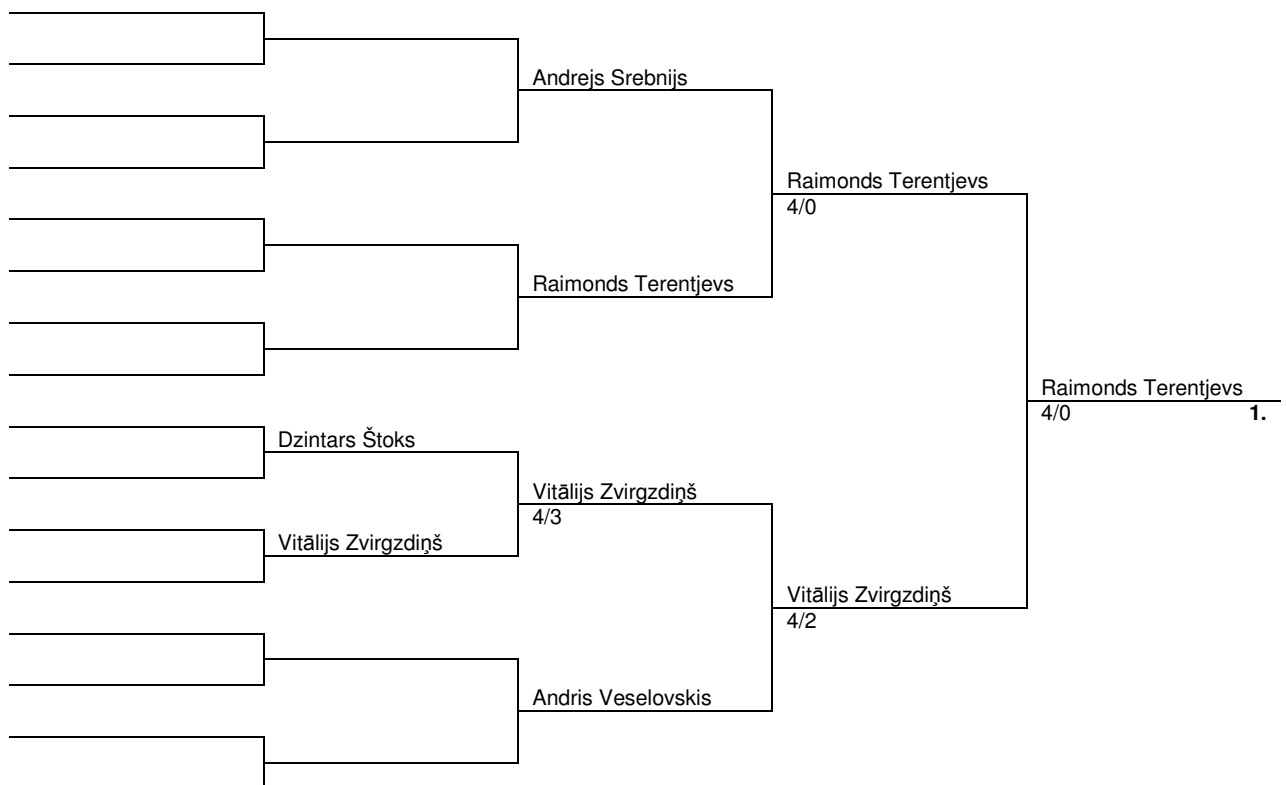 Andrejs Srebnijs
Raimonds Terentjevs
4/0
Raimonds Terentjevs
Raimonds Terentjevs
4/0 1.
Dzintars Štoks
Vitālijs Zvirgzdiņš
4/3
Vitālijs Zvirgzdiņš
Vitālijs Zvirgzdiņš
4/2
Andris Veselovskis